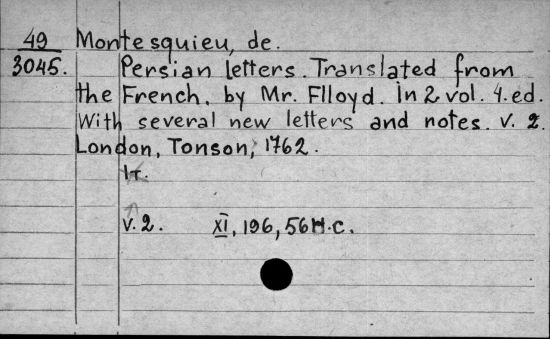 49 Montesquieu, de.
3045. Persian letters. Translated from
the French, by Mr. Flloyd. In 2 vol. 4. ed.
With several new letters and notes. V. 2.
London, Tonson, 1762.
1т.
V. 2. XI, 196, 56 н.с.